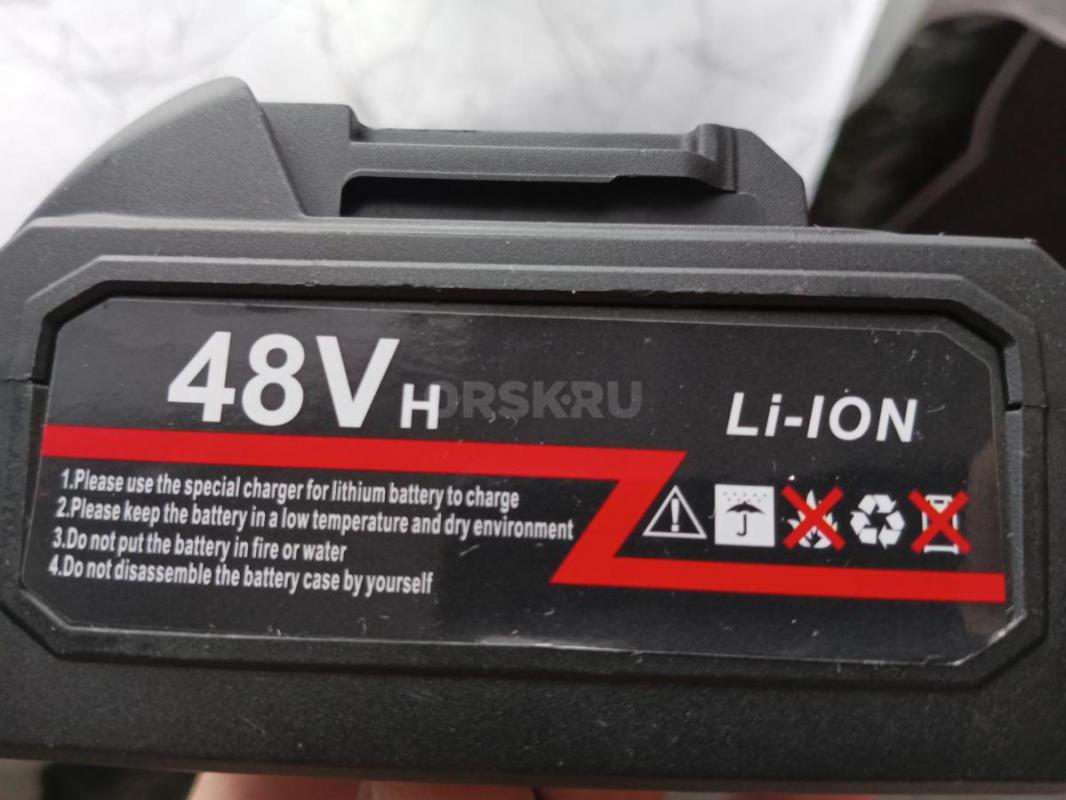 48V H
ORSK.RU
Li-ION
1.Please use the special charger for lithium battery to charge
2.Please keep the battery in a low temperature and dry environment
3.Do not put the battery in fire or water
4.Do not disassemble the battery case by yourself